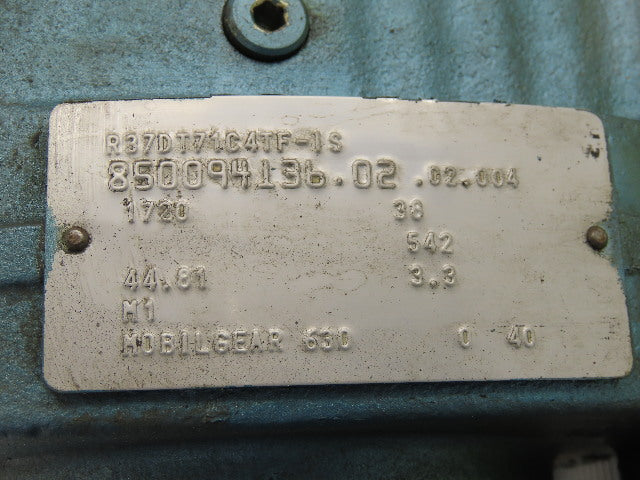 R37DT71C4TF-1S
850094136.02 .02.004
1720 38
542
44.81 3.3
M1
MOBILGEAR 630 0 40